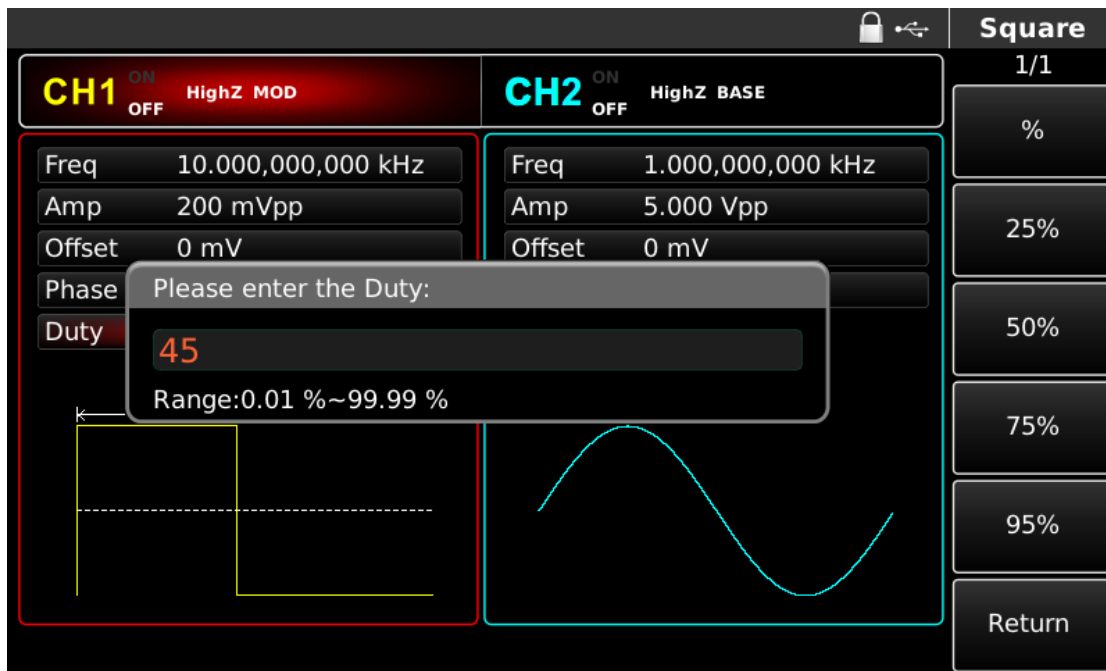 Square
1/1
CH1 ON OFF HighZ MOD
CH2 ON OFF HighZ BASE
Freq 10.000,000,000 kHz
Amp 200 mVpp
Offset 0 mV
Phase
Duty
Freq 1.000,000,000 kHz
Amp 5.000 Vpp
Offset 0 mV
Please enter the Duty:
45
Range:0.01 %~99.99 %
%
25%
50%
75%
95%
Return